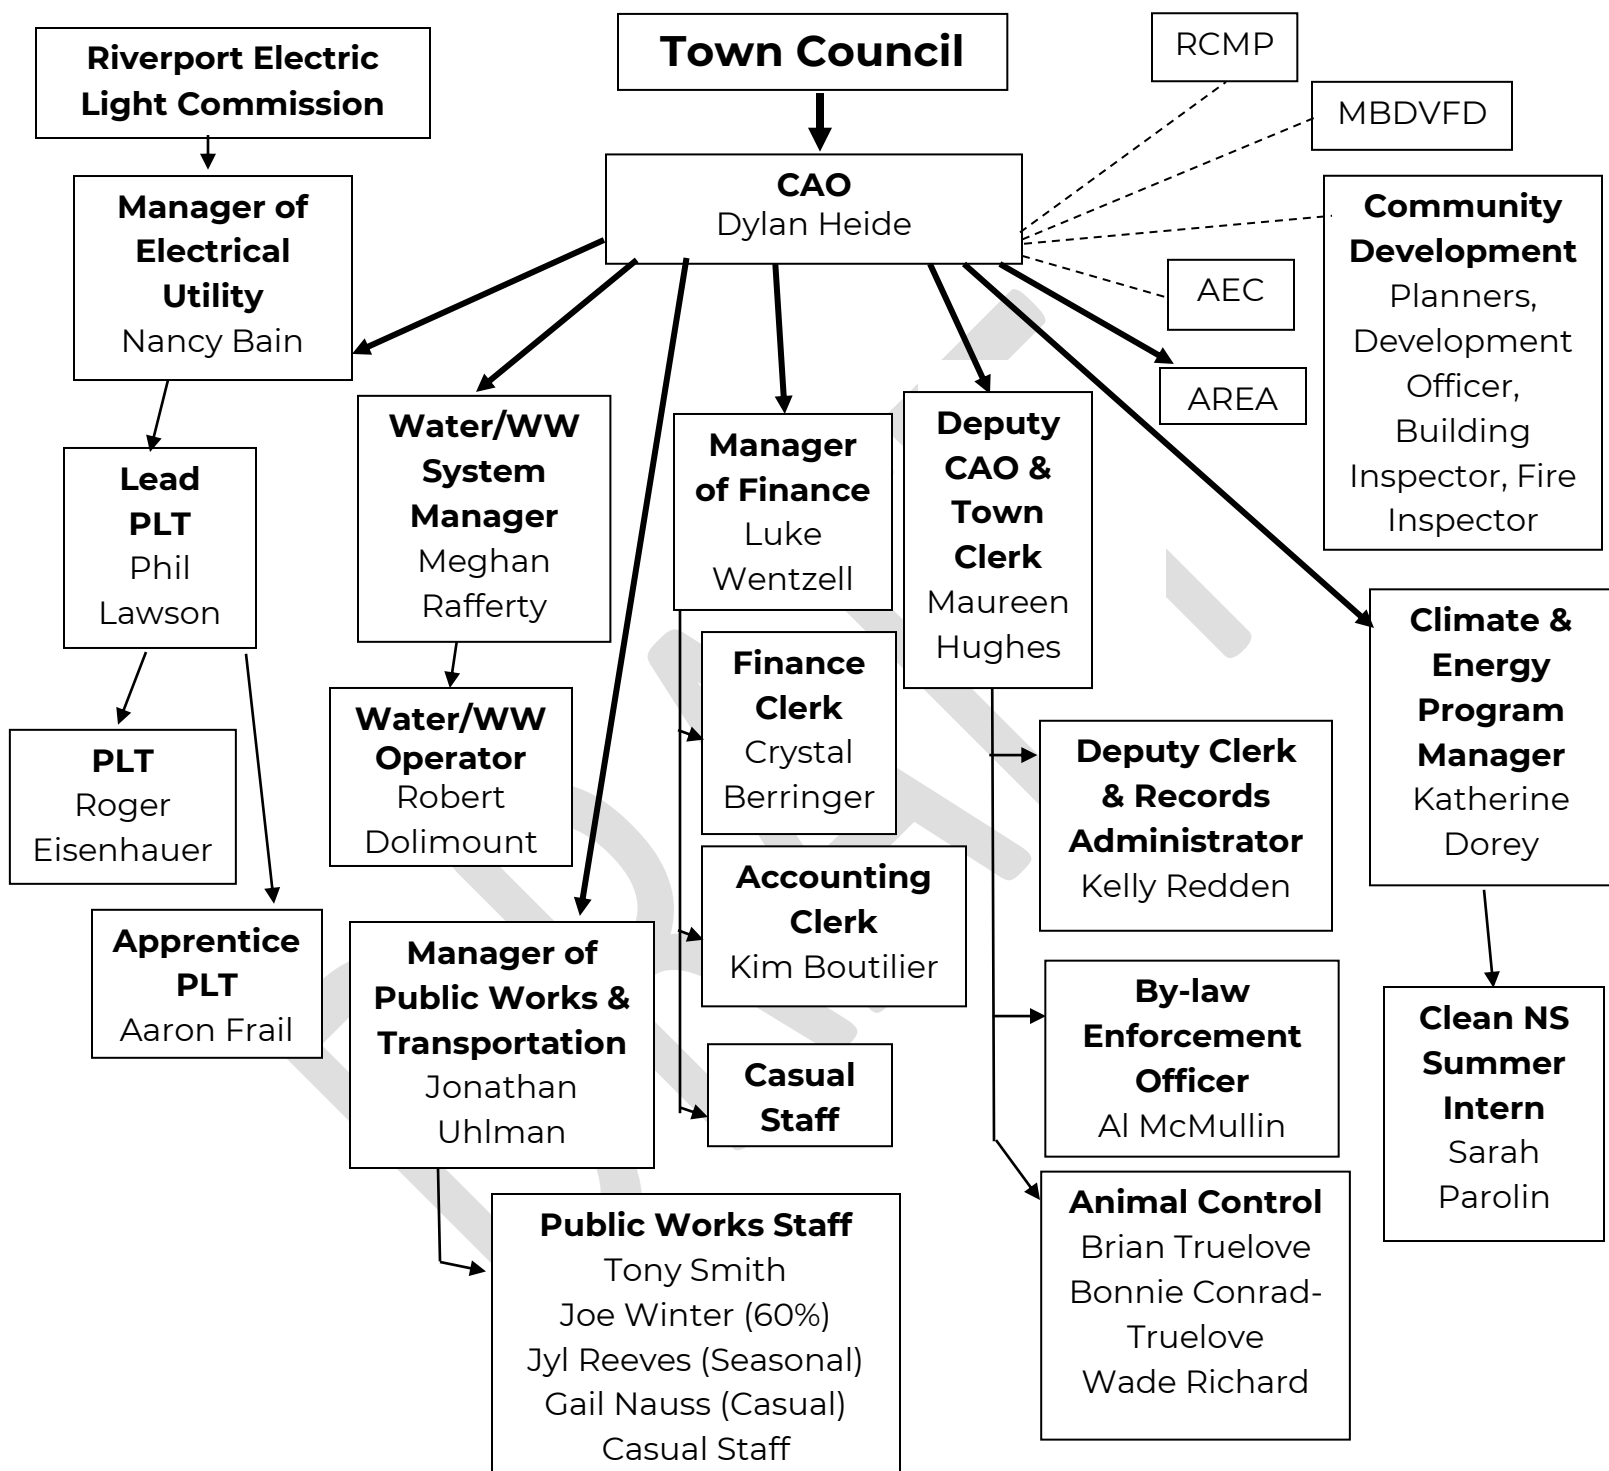 Riverport Electric
Light Commission
Town Council
RCMP
MBDVFD
CAO
Dylan Heide
Community
Development
Planners,
Development
Officer,
Building
Inspector, Fire
Inspector
AEC
AREA
Manager of
Electrical
Utility
Nancy Bain
Lead
PLT
Phil
Lawson
PLT
Roger
Eisenhauer
Apprentice
PLT
Aaron Frail
Water/WW
System
Manager
Meghan
Rafferty
Water/WW
Operator
Robert
Dolimount
Manager of
Public Works &
Transportation
Jonathan
Uhlman
Public Works Staff
Tony Smith
Joe Winter (60%)
Jyl Reeves (Seasonal)
Gail Nauss (Casual)
Casual Staff
Manager
of Finance
Luke
Wentzell
Finance
Clerk
Crystal
Berringer
Accounting
Clerk
Kim Boutilier
Casual
Staff
Deputy
CAO &
Town
Clerk
Maureen
Hughes
Deputy Clerk
& Records
Administrator
Kelly Redden
By-law
Enforcement
Officer
Al McMullin
Animal Control
Brian Truelove
Bonnie Conrad-
Truelove
Wade Richard
Climate &
Energy
Program
Manager
Katherine
Dorey
Clean NS
Summer
Intern
Sarah
Parolin
DRAFT